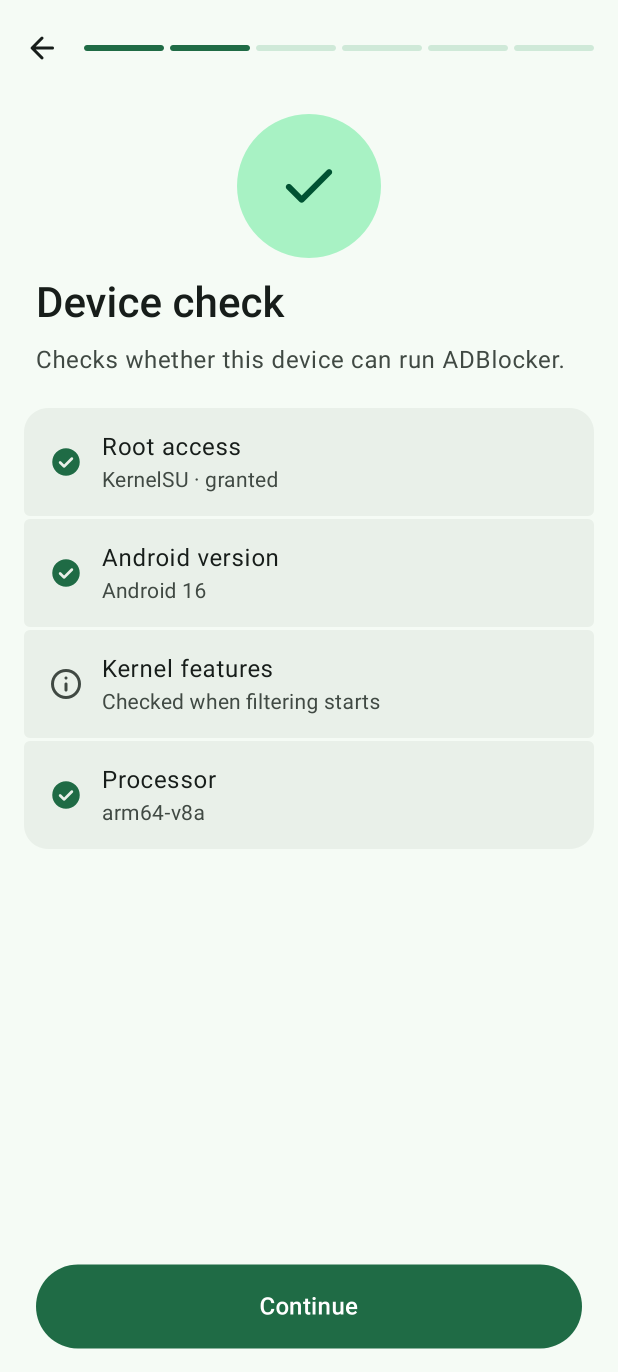 Device check
Checks whether this device can run ADBlocker.
Root access
KernelSU · granted
Android version
Android 16
Kernel features
Checked when filtering starts
Processor
arm64-v8a
Continue